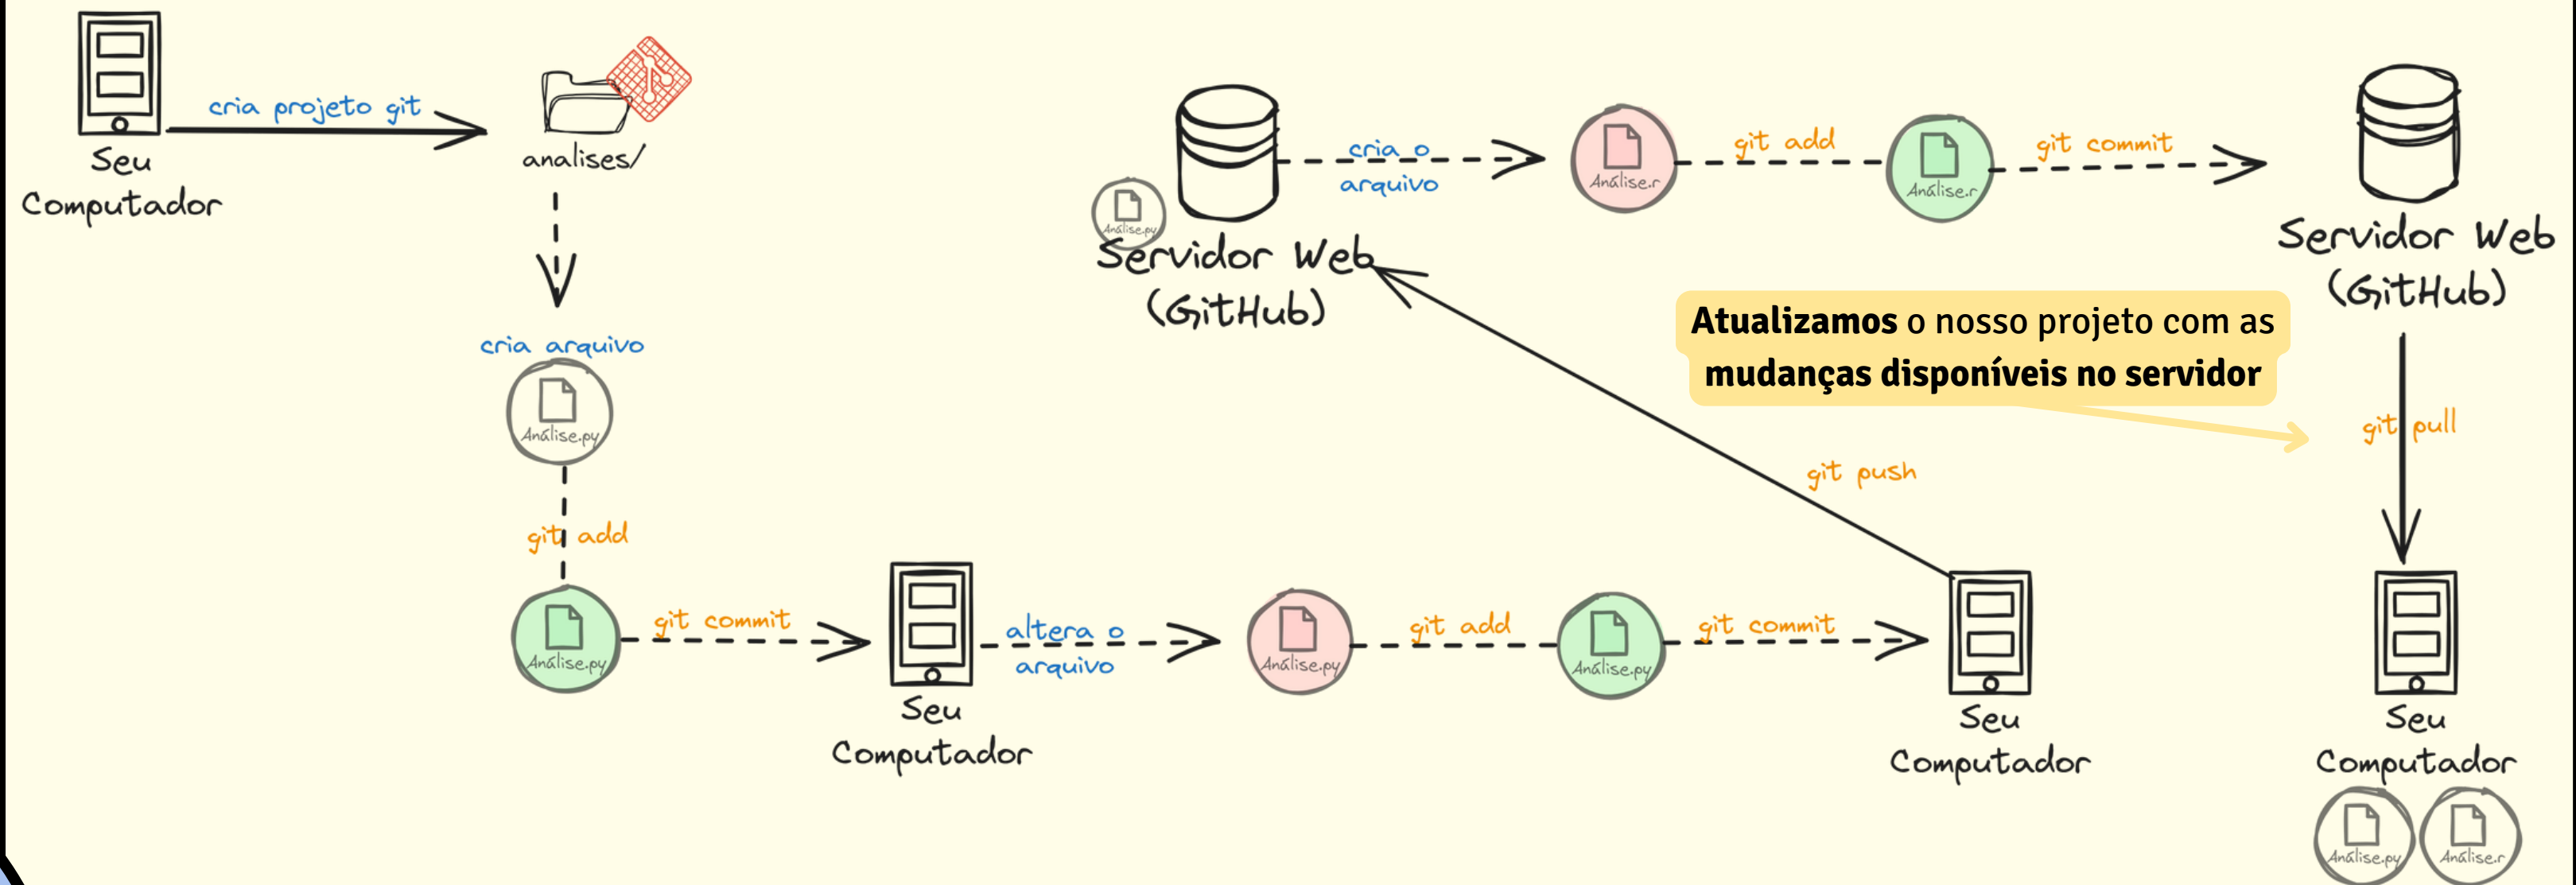 cria projeto git
Seu
Computador
analises/
cria arquivo
Análise.py
git add
Análise.py
git commit
Seu
Computador
altera o
arquivo
Análise.py
git add
Análise.py
git commit
Seu
Computador
git push
Análise.py
Servidor Web
(GitHub)
cria o
arquivo
Análise.r
git add
Análise.r
git commit
Servidor Web
(GitHub)
Atualizamos o nosso projeto com as
mudanças disponíveis no servidor
git pull
Seu
Computador
Análise.py
Análise.r